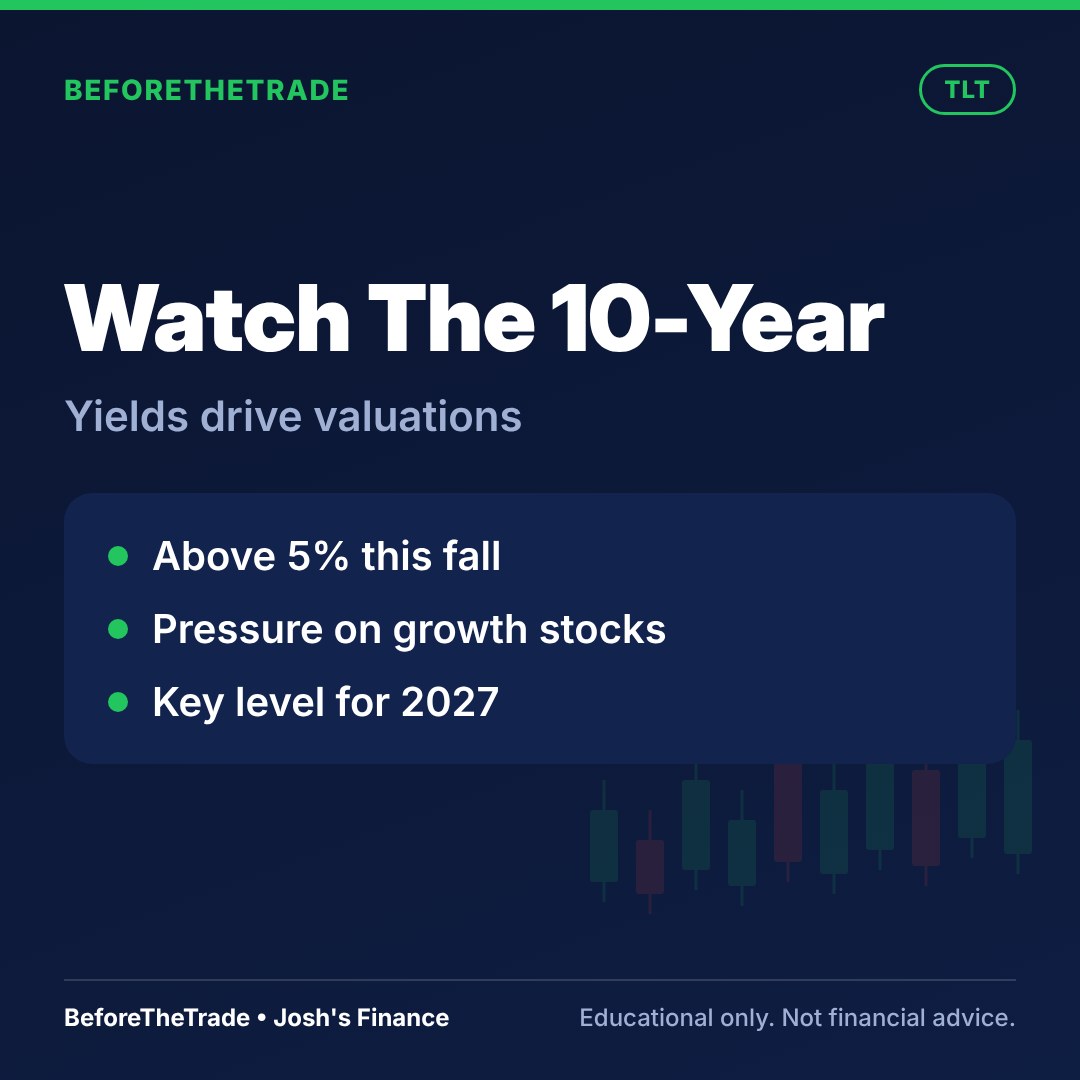 BEFORETHETRADE
TLT
Watch The 10-Year
Yields drive valuations
Above 5% this fall
Pressure on growth stocks
Key level for 2027
BeforeTheTrade • Josh's Finance
Educational only. Not financial advice.